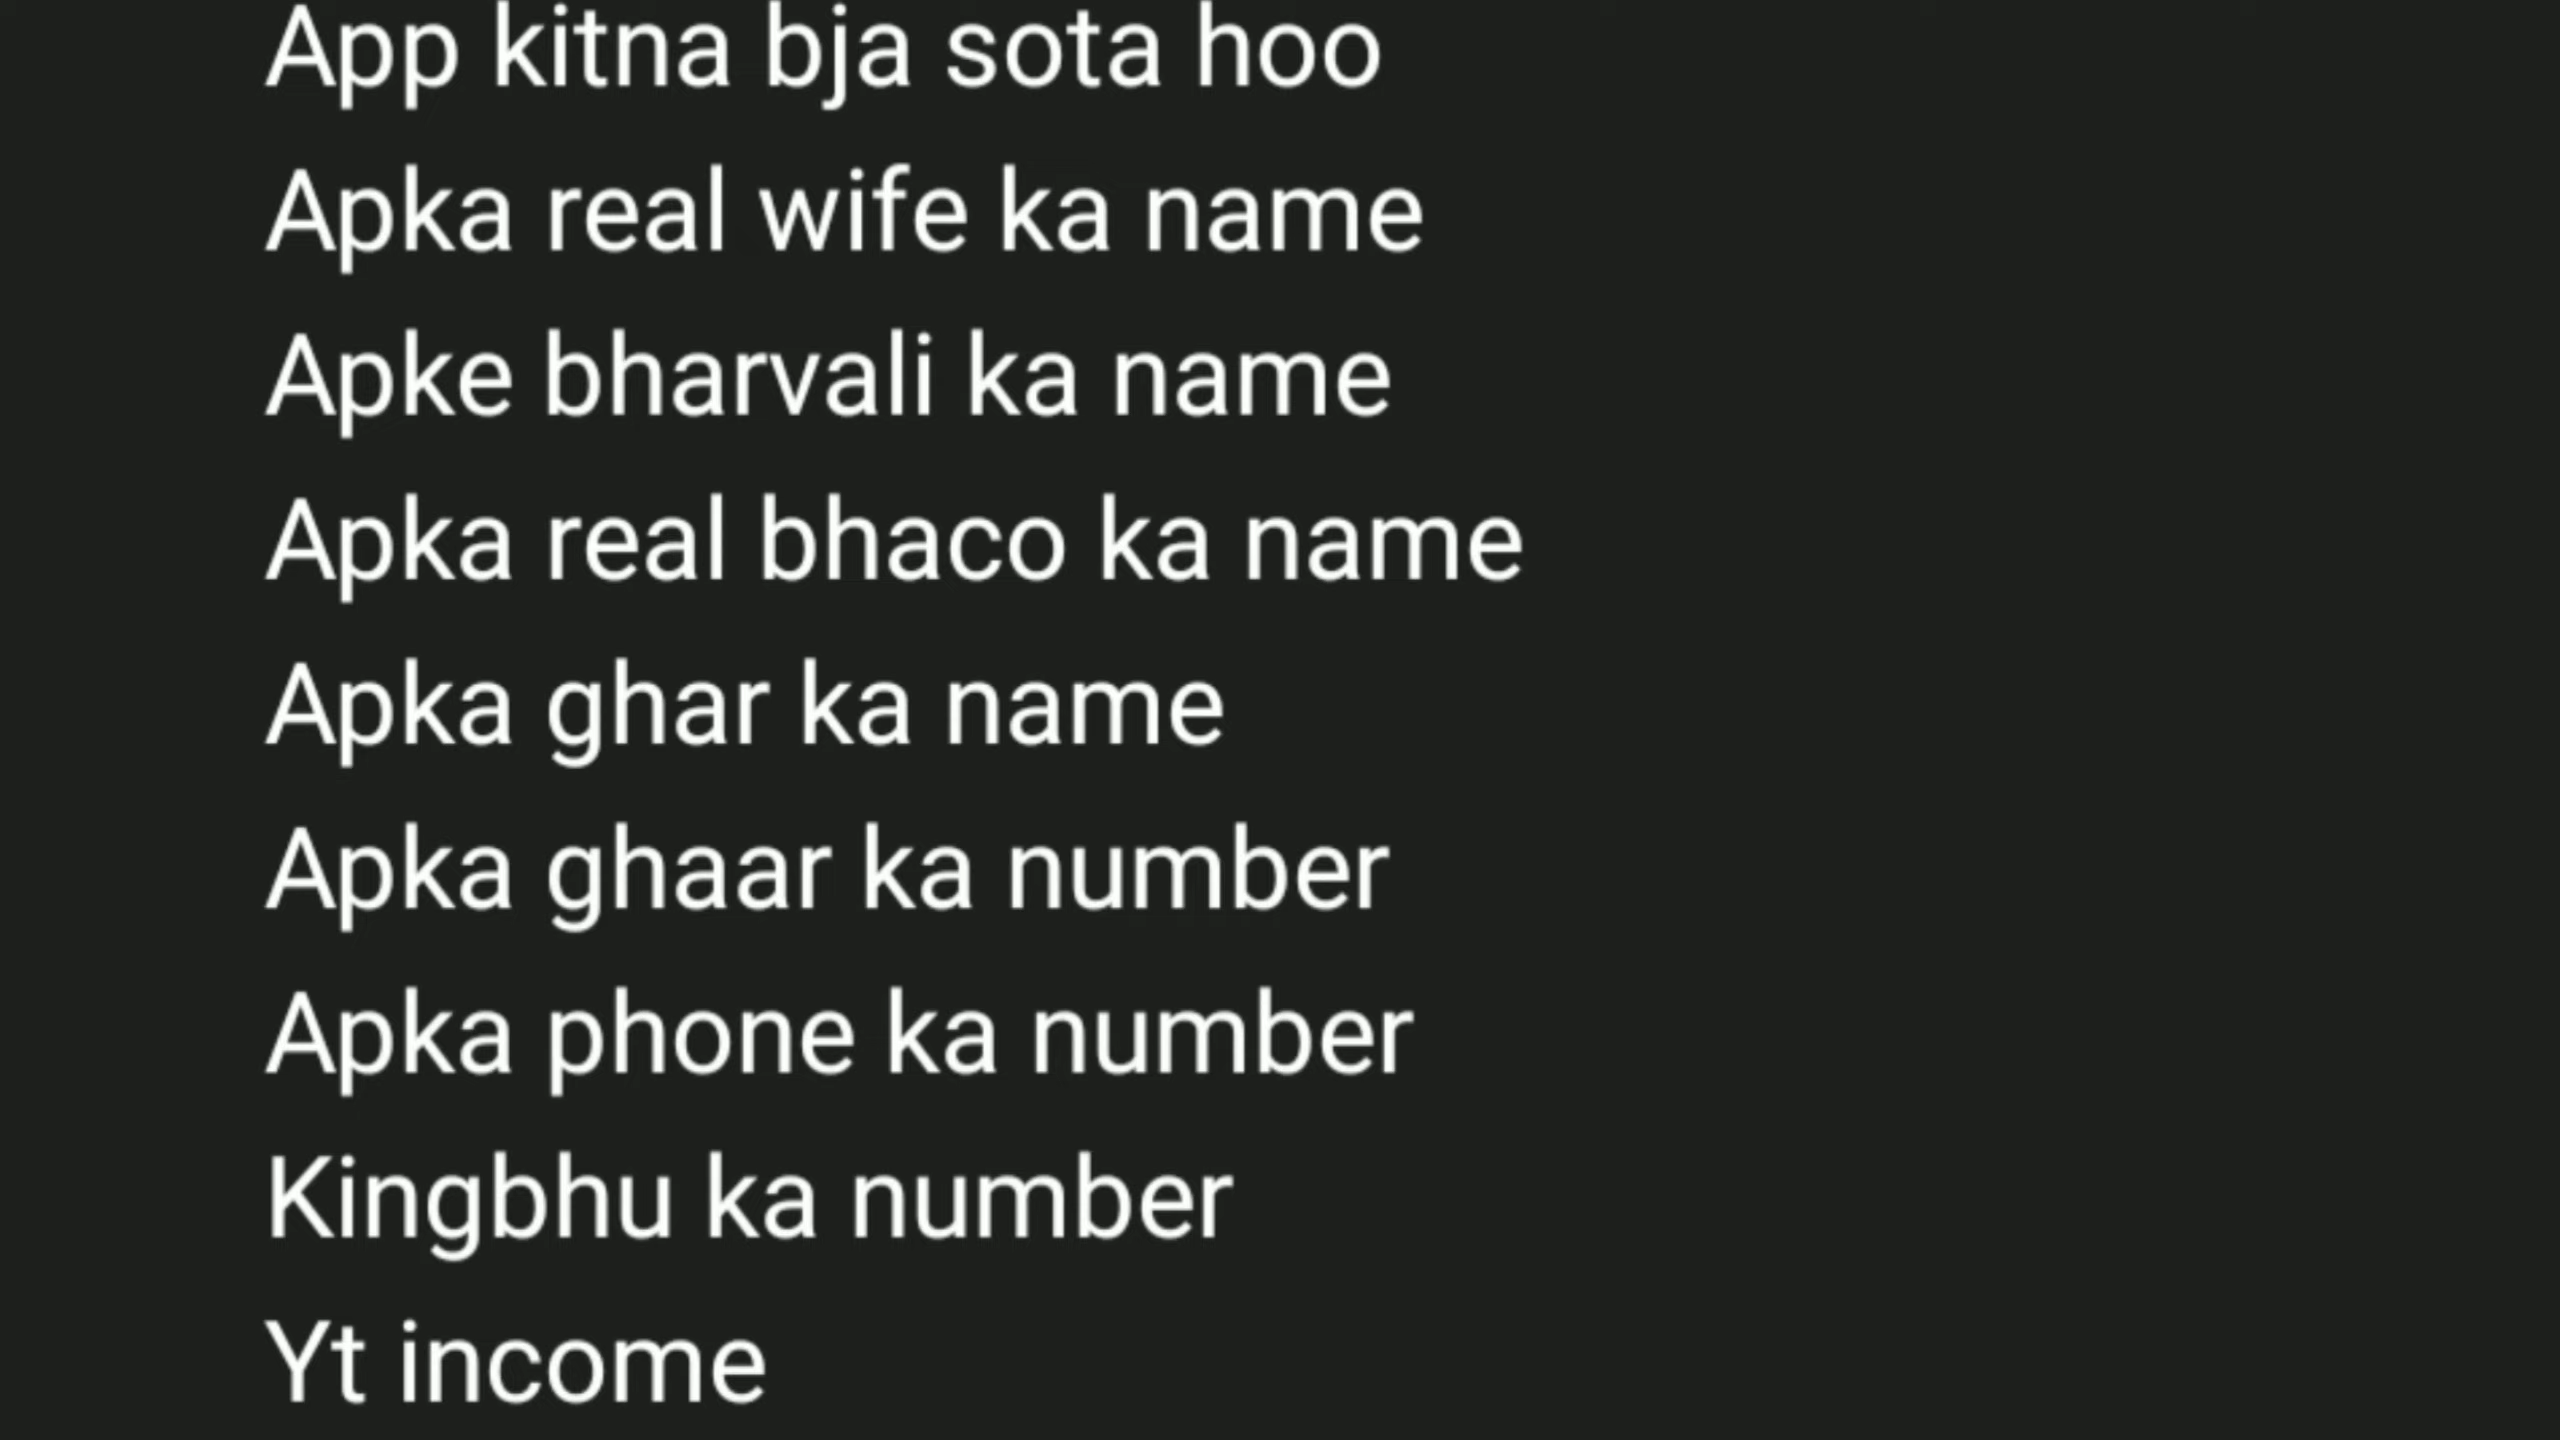 App kitna bja sota hoo
Apka real wife ka name
Apke bharvali ka name
Apka real bhaco ka name
Apka ghar ka name
Apka ghaar ka number
Apka phone ka number
Kingbhu ka number
Yt income